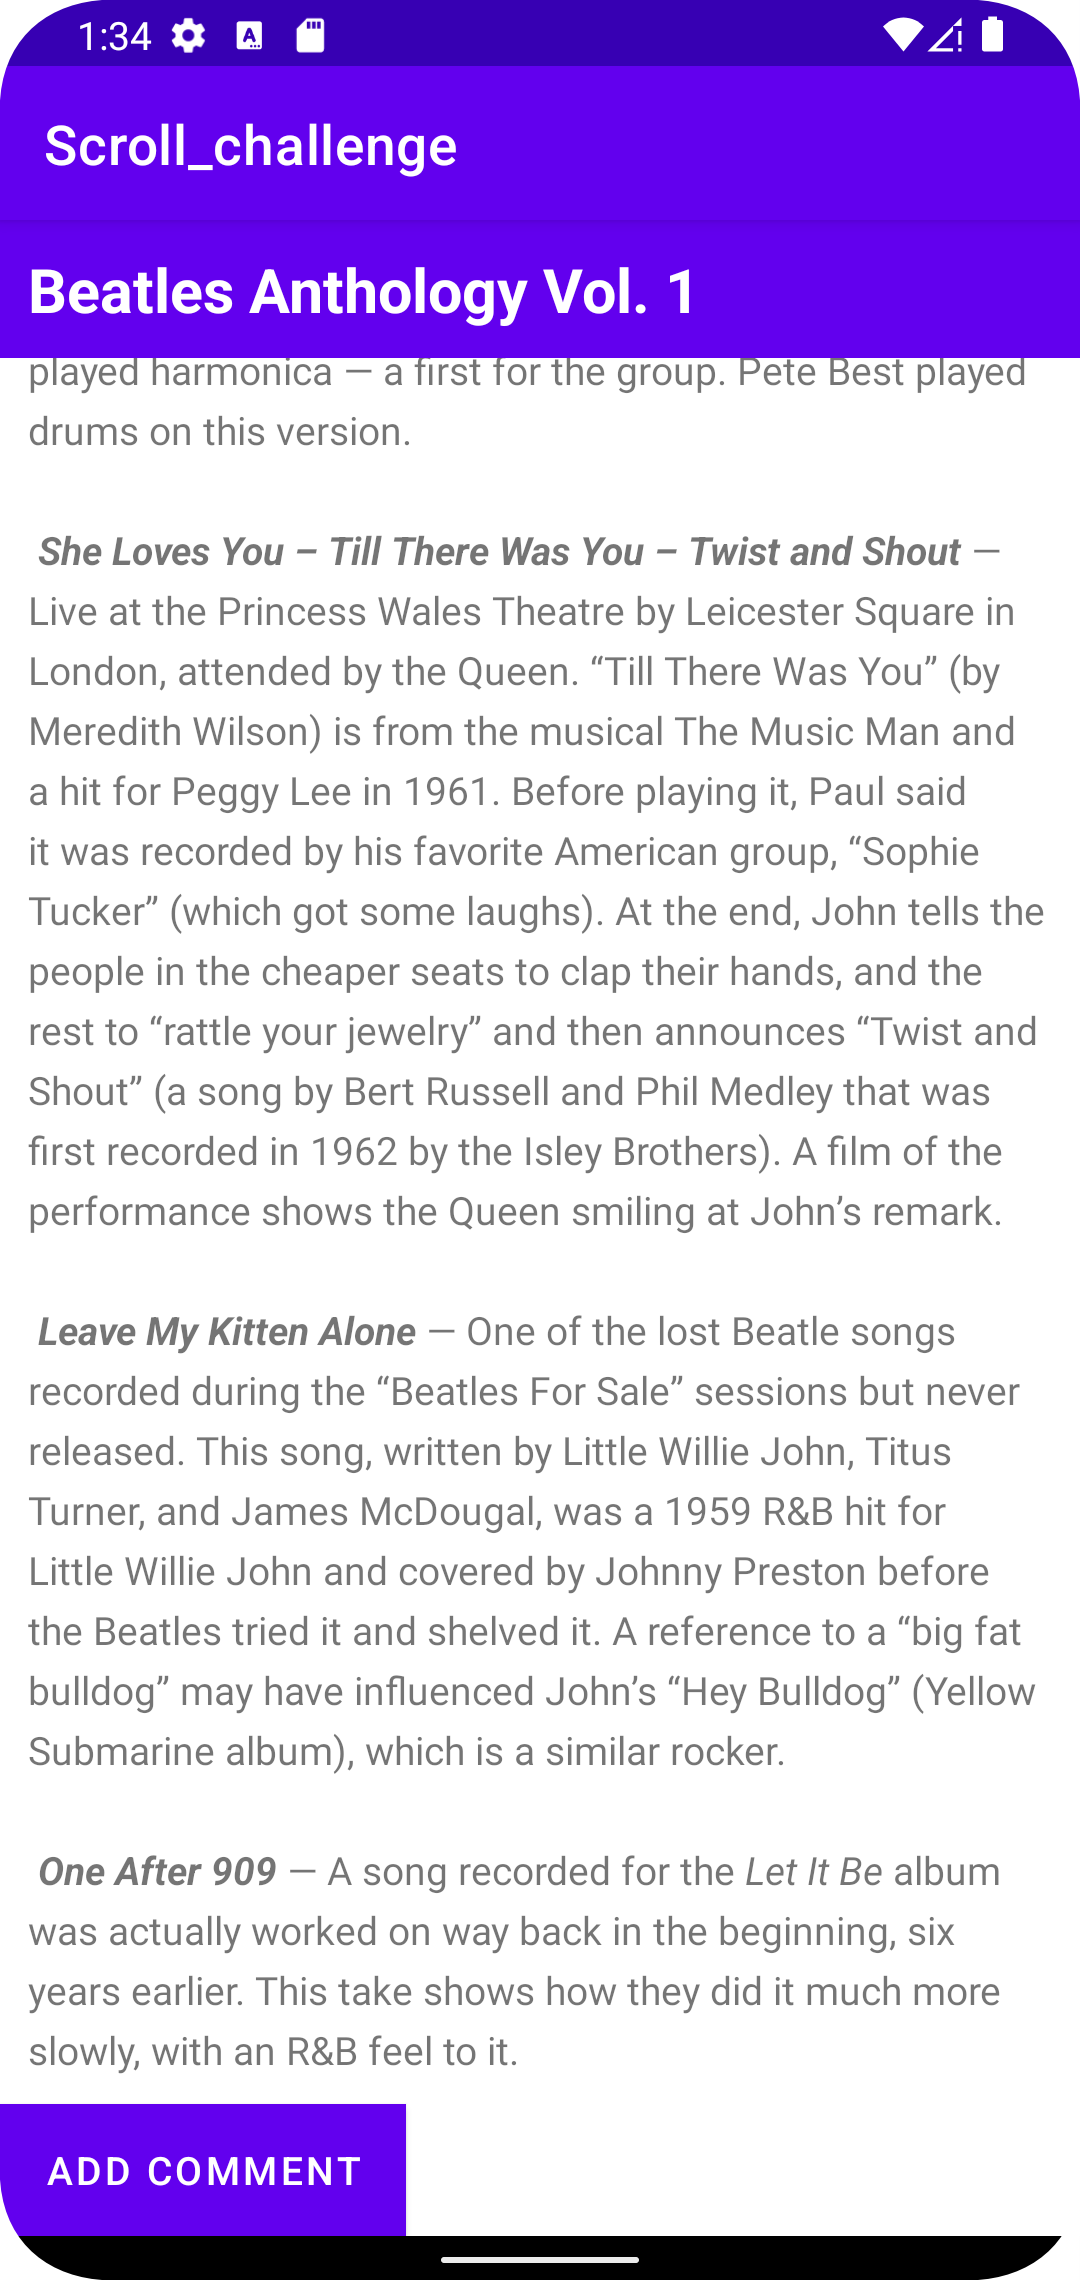 1:34
Scroll_challenge
Beatles Anthology Vol. 1
played harmonica — a first for the group. Pete Best played
drums on this version.
She Loves You – Till There Was You – Twist and Shout —
Live at the Princess Wales Theatre by Leicester Square in
London, attended by the Queen. “Till There Was You” (by
Meredith Wilson) is from the musical The Music Man and
a hit for Peggy Lee in 1961. Before playing it, Paul said
it was recorded by his favorite American group, “Sophie
Tucker” (which got some laughs). At the end, John tells the
people in the cheaper seats to clap their hands, and the
rest to “rattle your jewelry” and then announces “Twist and
Shout” (a song by Bert Russell and Phil Medley that was
first recorded in 1962 by the Isley Brothers). A film of the
performance shows the Queen smiling at John’s remark.
Leave My Kitten Alone — One of the lost Beatle songs
recorded during the “Beatles For Sale” sessions but never
released. This song, written by Little Willie John, Titus
Turner, and James McDougal, was a 1959 R&B hit for
Little Willie John and covered by Johnny Preston before
the Beatles tried it and shelved it. A reference to a “big fat
bulldog” may have influenced John’s “Hey Bulldog” (Yellow
Submarine album), which is a similar rocker.
One After 909 — A song recorded for the Let It Be album
was actually worked on way back in the beginning, six
years earlier. This take shows how they did it much more
slowly, with an R&B feel to it.
ADD COMMENT